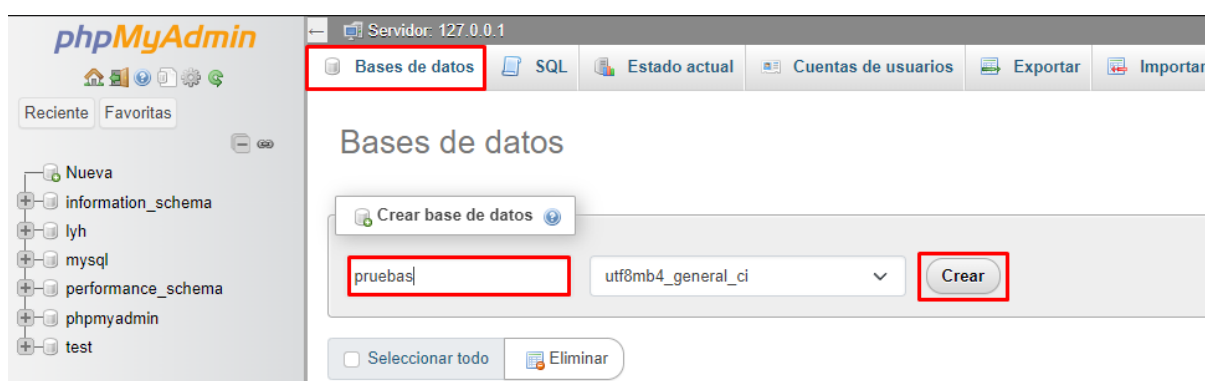 phpMyAdmin
Reciente Favoritas
Nueva
information_schema
lyh
mysql
performance_schema
phpmyadmin
test
Servidor: 127.0.0.1
Bases de datos SQL Estado actual Cuentas de usuarios Exportar Importar
Bases de datos
Crear base de datos
pruebas utf8mb4_general_ci Crear
Seleccionar todo Eliminar